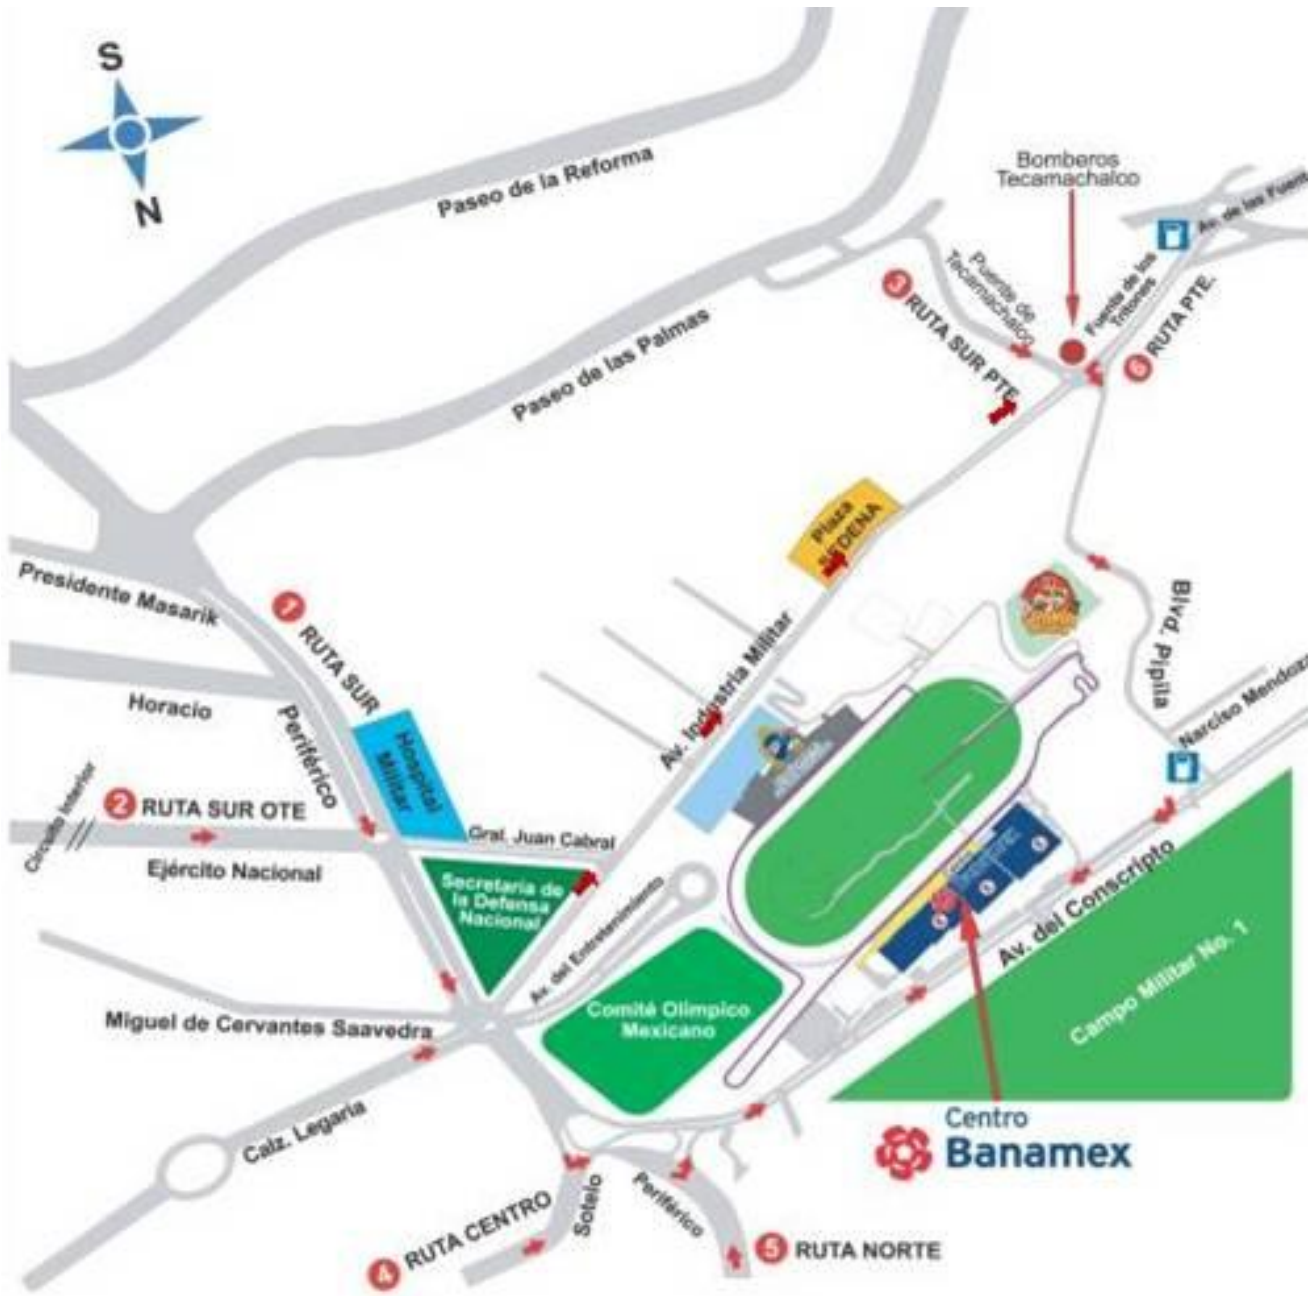 S
N
Paseo de la Reforma
Bomberos
Tecamachalco
Av. de las Fuent
Puente de
Tecamachalco
Fuente de los
Tritones
3 RUTA SUR PTE.
6 RUTA PTE.
Paseo de las Palmas
Plaza
SEDENA
Presidente Masarik
1 RUTA SUR
Horacio
Periférico
Hospital
Militar
Av. Industria Militar
Blvd. Pipila
Narciso Mendoza
Circuito Interior
2 RUTA SUR OTE
Ejército Nacional
Gral. Juan Cabral
Secretaría de
la Defensa
Nacional
Av. del Entretenimiento
Av. del Conscripto
Campo Militar No. 1
Comité Olimpico
Mexicano
Miguel de Cervantes Saavedra
Calz. Legaria
Centro
Banamex
Sotelo
Periférico
4 RUTA CENTRO
5 RUTA NORTE